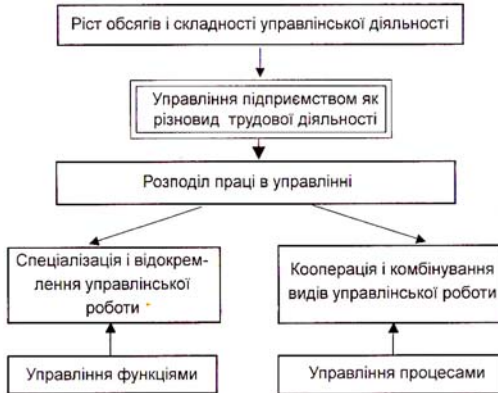 Ріст обсягів і складності управлінської діяльності
Управління підприємством як
різновид трудової діяльності
Розподіл праці в управлінні
Спеціалізація і відокрем-
лення управлінської
роботи
Кооперація і комбінування
видів управлінської роботи
Управління функціями
Управління процесами